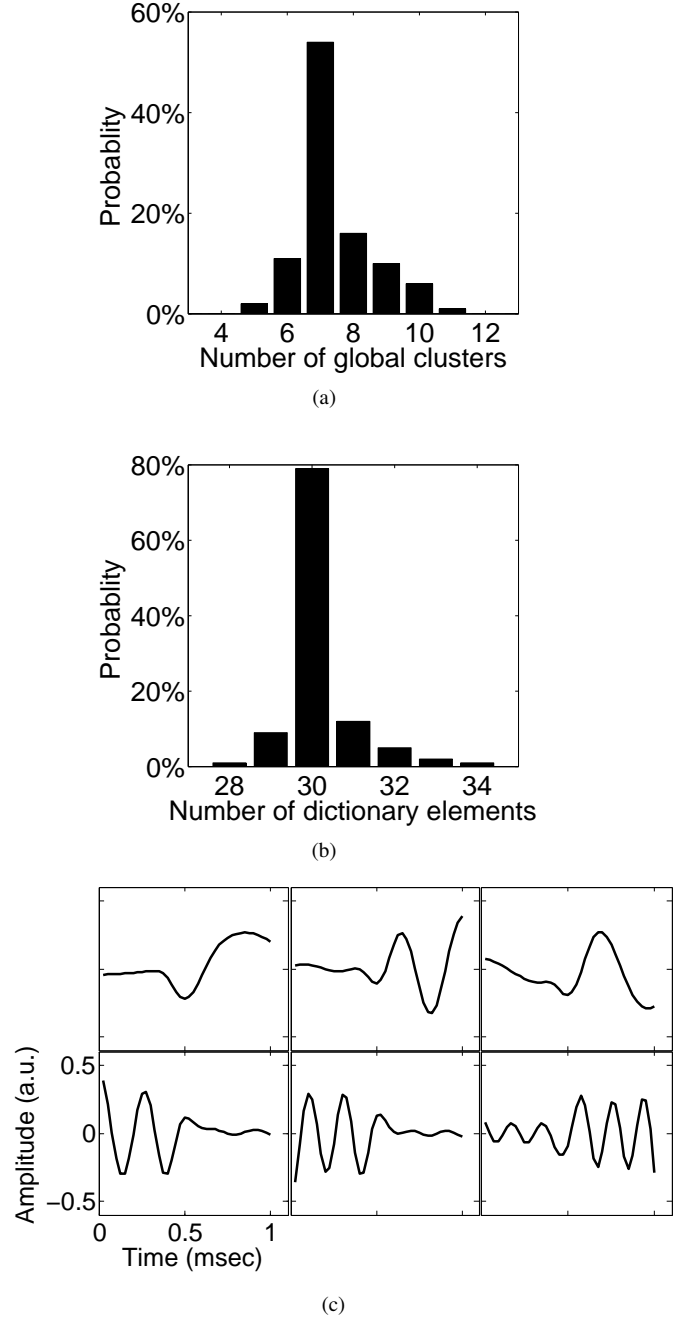 60%
40%
20%
0%
Probablity
4 6 8 10 12
Number of global clusters
(a)
80%
60%
40%
20%
0%
Probablity
28 30 32 34
Number of dictionary elements
(b)
Amplitude (a.u.)
0.5
0
−0.5
0 0.5 1
Time (msec)
(c)